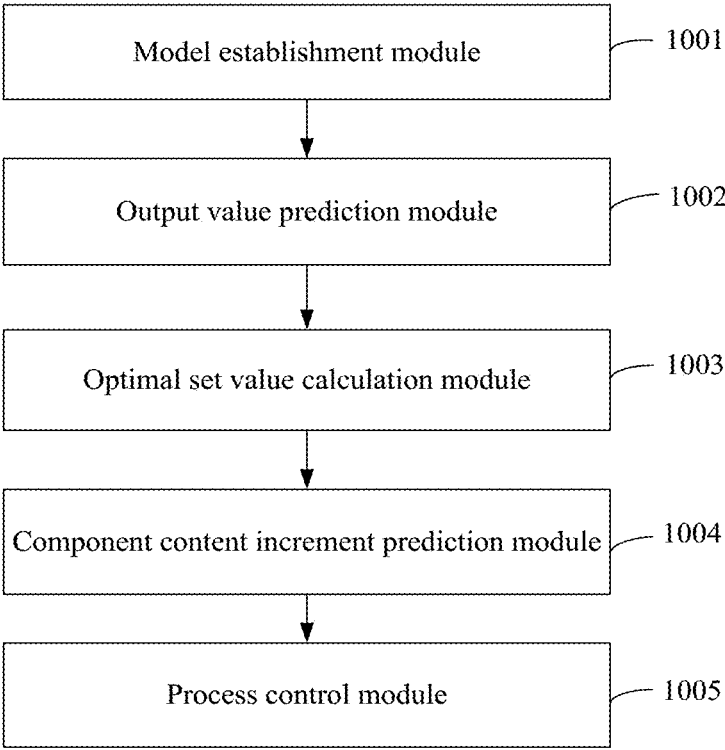 Model establishment module
1001
Output value prediction module
1002
Optimal set value calculation module
1003
Component content increment prediction module
1004
Process control module
1005